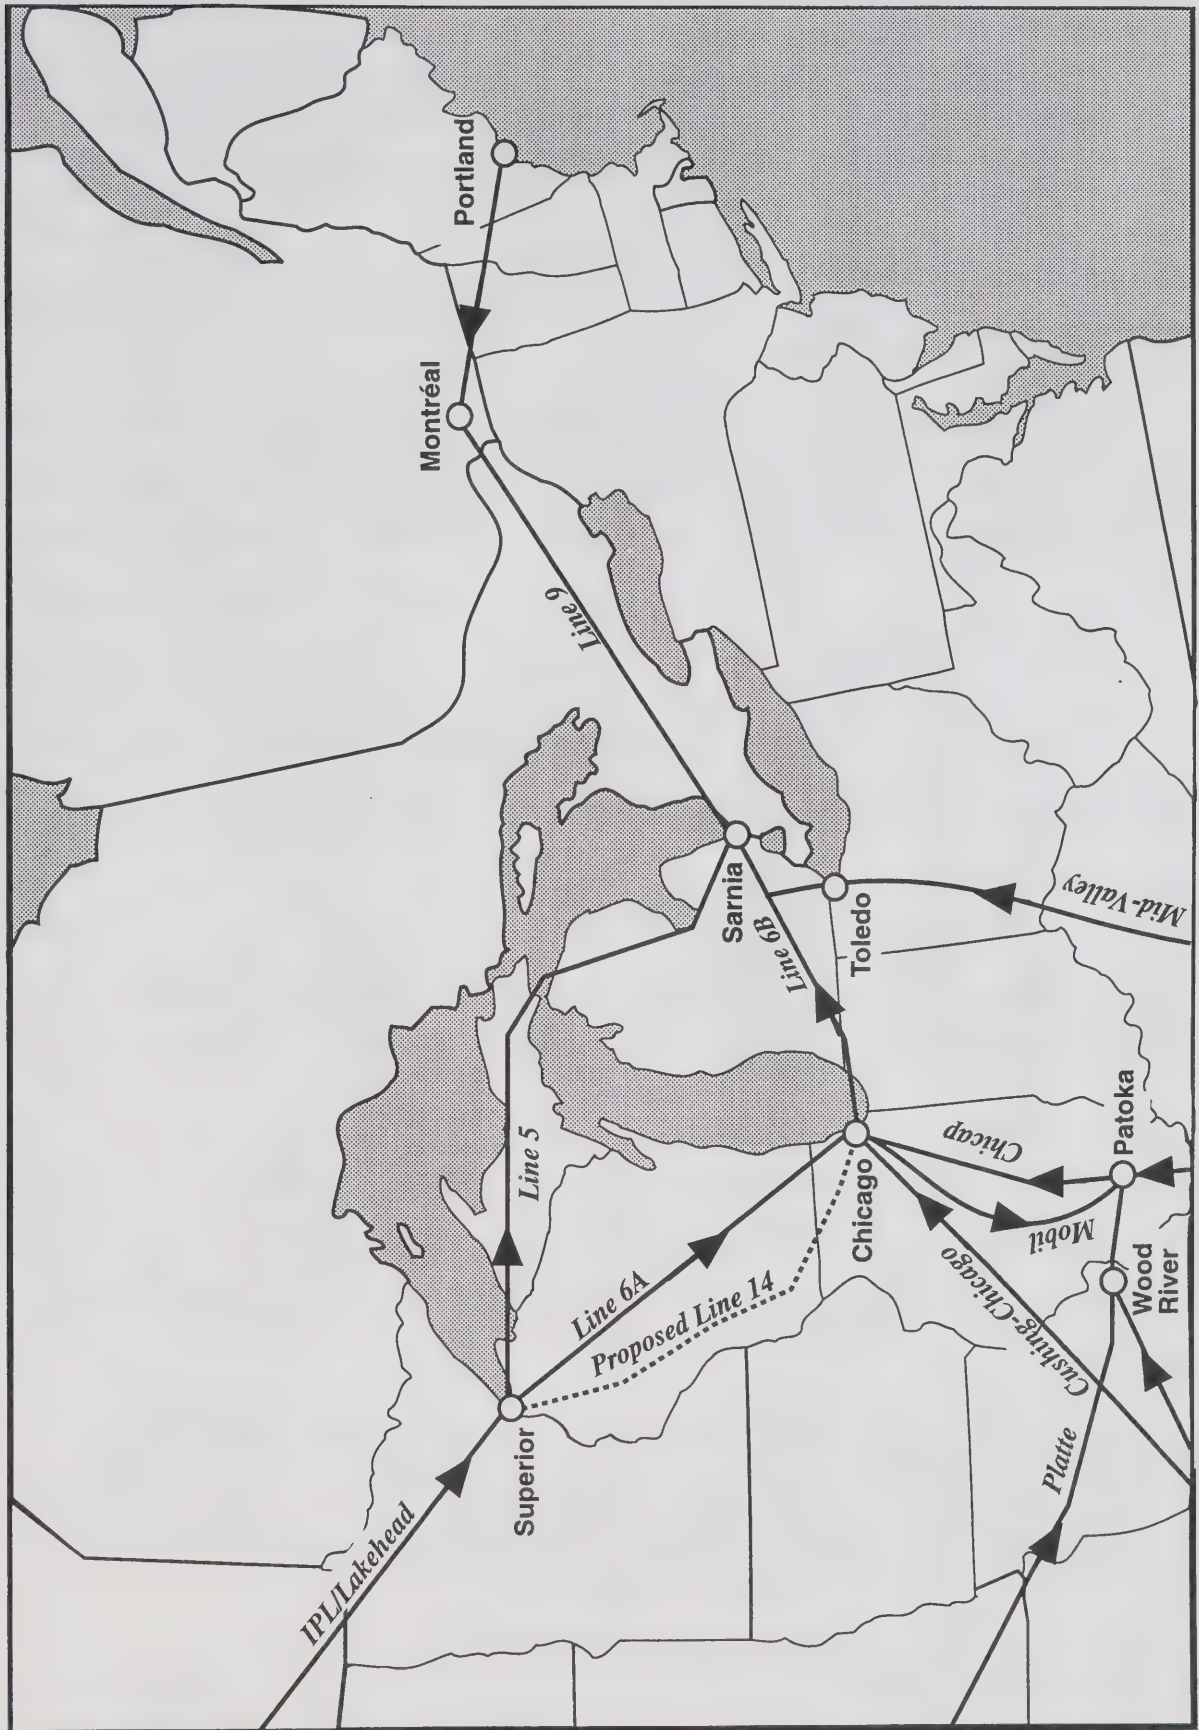 IPL/Lakehead
Superior
Line 5
Line 6A
Proposed Line 14
Platte
Cushing-Chicago
Wood
River
Mobil
Chicap
Patoka
Chicago
Line 6B
Toledo
Mid-Valley
Sarnia
Line 9
Montréal
Portland